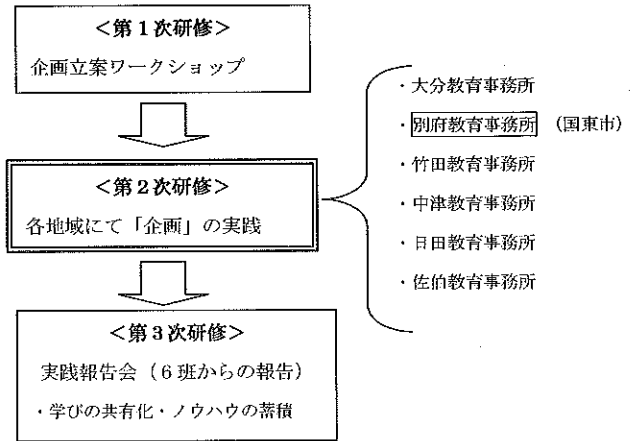 ＜第１次研修＞
企画立案ワークショップ
＜第２次研修＞
各地域にて「企画」の実践
・大分教育事務所
・別府教育事務所 （国東市）
・竹田教育事務所
・中津教育事務所
・日田教育事務所
・佐伯教育事務所
＜第３次研修＞
実践報告会（６班からの報告）
・学びの共有化・ノウハウの蓄積